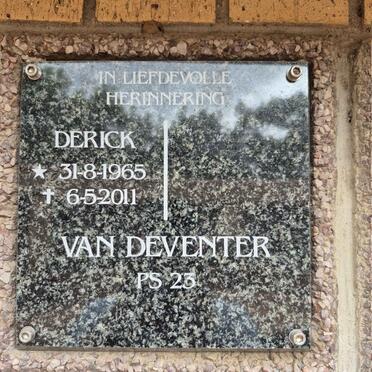 IN LIEFDEVOLLE
HERINNERING
DERICK
★ 31-8-1965
✝ 6-5-2011
VAN DEVENTER
PS 23